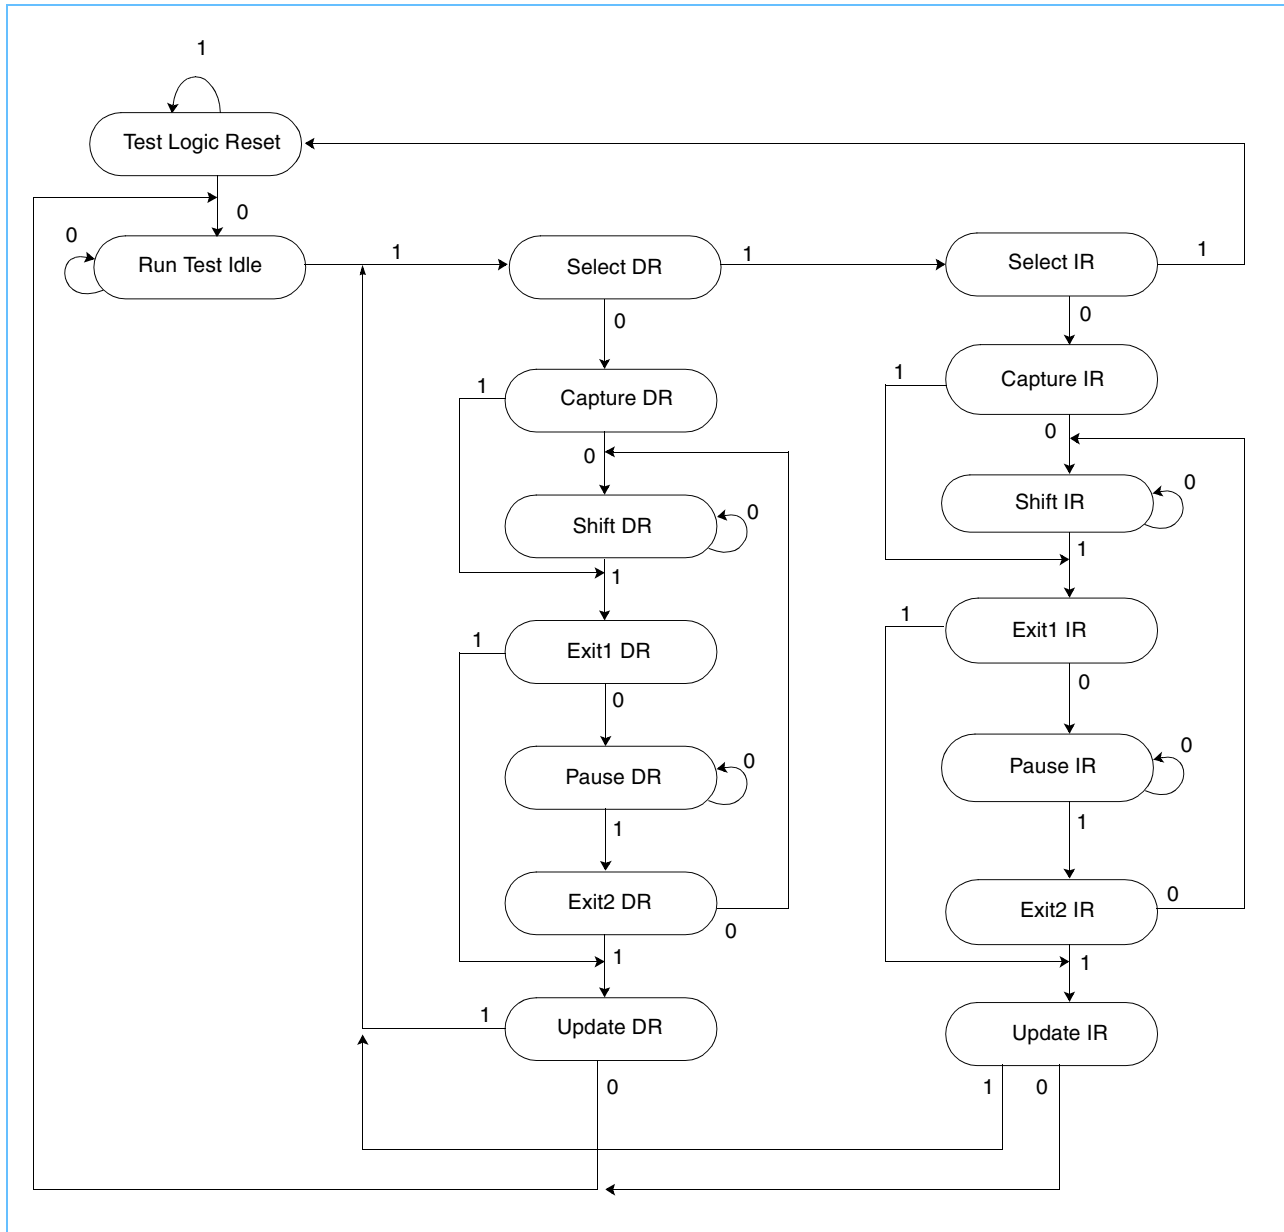 1
Test Logic Reset
0
0
Run Test Idle
1
Select DR
1
Select IR
1
0
0
1
Capture DR
1
Capture IR
0
0
Shift DR
0
Shift IR
0
1
1
1
Exit1 DR
1
Exit1 IR
0
0
Pause DR
0
Pause IR
0
1
1
Exit2 DR
0
Exit2 IR
0
1
1
1
Update DR
Update IR
0
1
0